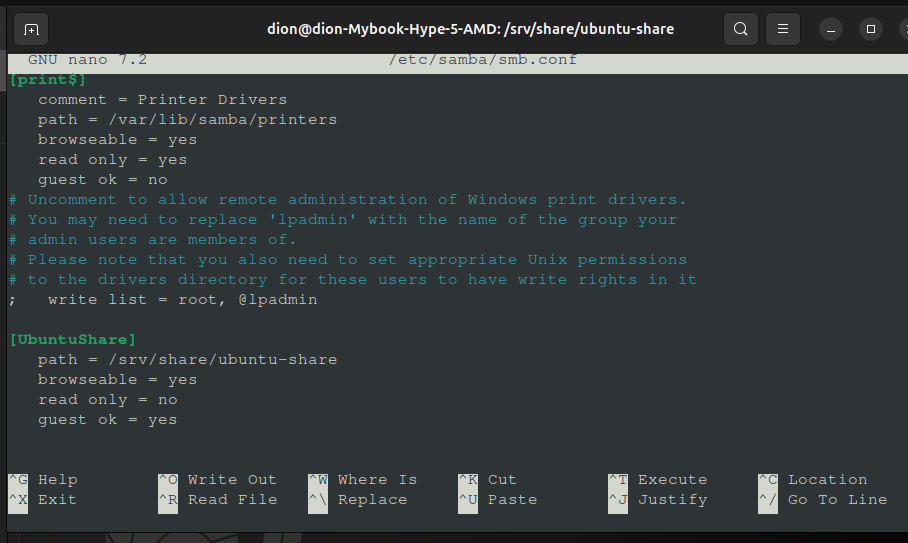 dion@dion-Mybook-Hype-5-AMD: /srv/share/ubuntu-share
GNU nano 7.2 /etc/samba/smb.conf
[print$]
comment = Printer Drivers
path = /var/lib/samba/printers
browseable = yes
read only = yes
guest ok = no
# Uncomment to allow remote administration of Windows print drivers.
# You may need to replace 'lpadmin' with the name of the group your
# admin users are members of.
# Please note that you also need to set appropriate Unix permissions
# to the drivers directory for these users to have write rights in it
; write list = root, @lpadmin
[UbuntuShare]
path = /srv/share/ubuntu-share
browseable = yes
read only = no
guest ok = yes
^G Help ^O Write Out ^W Where Is ^K Cut ^T Execute ^C Location
^X Exit ^R Read File ^\ Replace ^U Paste ^J Justify ^/ Go To Line